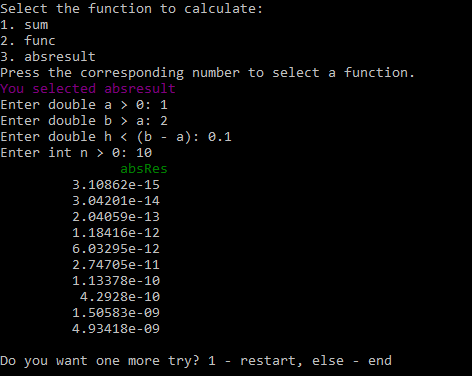 Select the function to calculate:
1. sum
2. func
3. absresult
Press the corresponding number to select a function.
You selected absresult
Enter double a > 0: 1
Enter double b > a: 2
Enter double h < (b - a): 0.1
Enter int n > 0: 10
absRes
3.10862e-15
3.04201e-14
2.04059e-13
1.18416e-12
6.03295e-12
2.74705e-11
1.13378e-10
4.2928e-10
1.50583e-09
4.93418e-09
Do you want one more try? 1 - restart, else - end